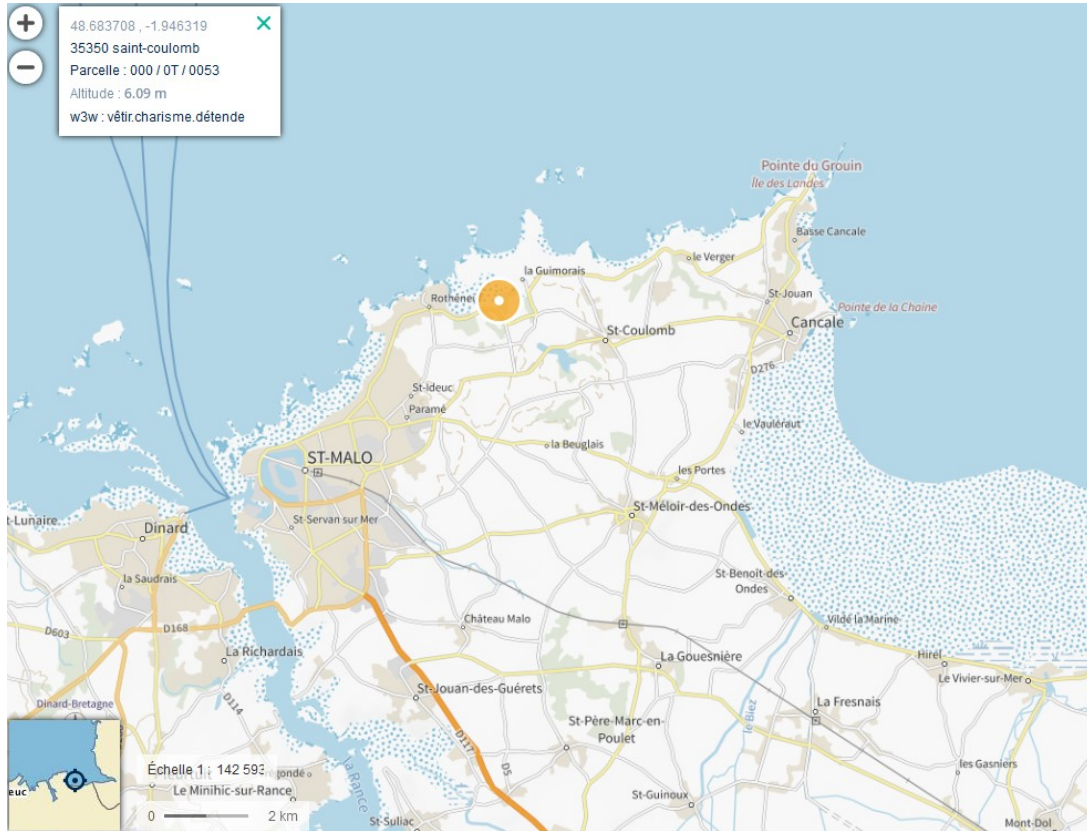 48.683708 , -1.946319
35350 saint-coulomb
Parcelle : 000 / 0T / 0053
Altitude : 6.09 m
w3w : vêtir.charisme.détende
Pointe du Grouin
Île des Landes
Basse Cancale
le Verger
la Guimorais
St-Jouan
Rothéneu
Pointe de la Chaine
Cancale
St-Coulomb
D276
St-Ideuc
Paramé
le Vauléraut
la Beuglais
ST-MALO
les Portes
St-Méloir-des-Ondes
t-Lunaire
Dinard
St-Servan sur Mer
la Saudrais
St-Benoît-des
Ondes
Château Malo
Vildé la Marine
D603
D168
La Richardais
La Gouesnière
Hirel
Le Vivier-sur-Mer
St-Jouan-des-Guérets
Dinard-Bretagne
D114
La Fresnais
le Biez
St-Père-Marc-en-
Poulet
D117
D5
les Gasniers
Échelle 1 : 142 593
la Rance
Le Minihic-sur-Rance
euc
St-Guinoux
0
2 km
St-Suliac
Mont-Dol